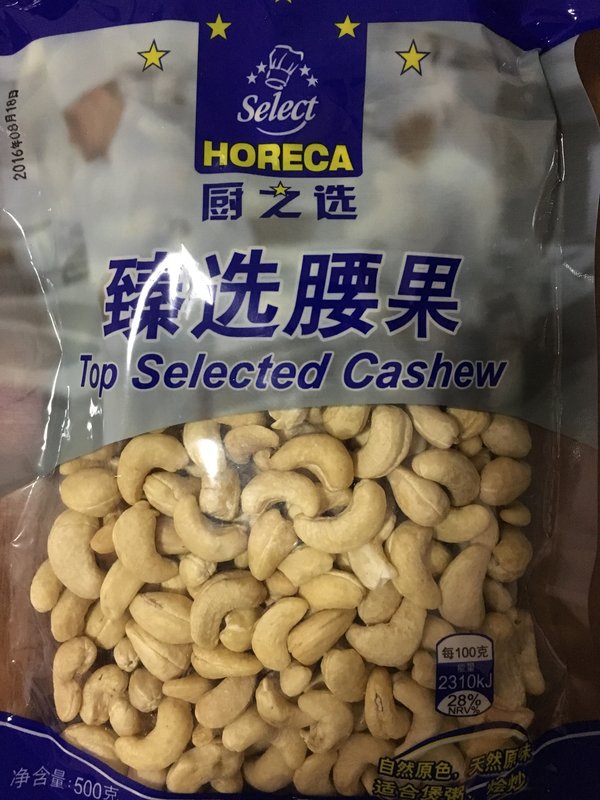 Select
HORECA
厨之选
2016年08月18日
臻选腰果
Top Selected Cashew
每100克
能量
2310kJ
28%
NRV%
自然原色，天然原味
适合煲粥、烩炒
净含量:500克